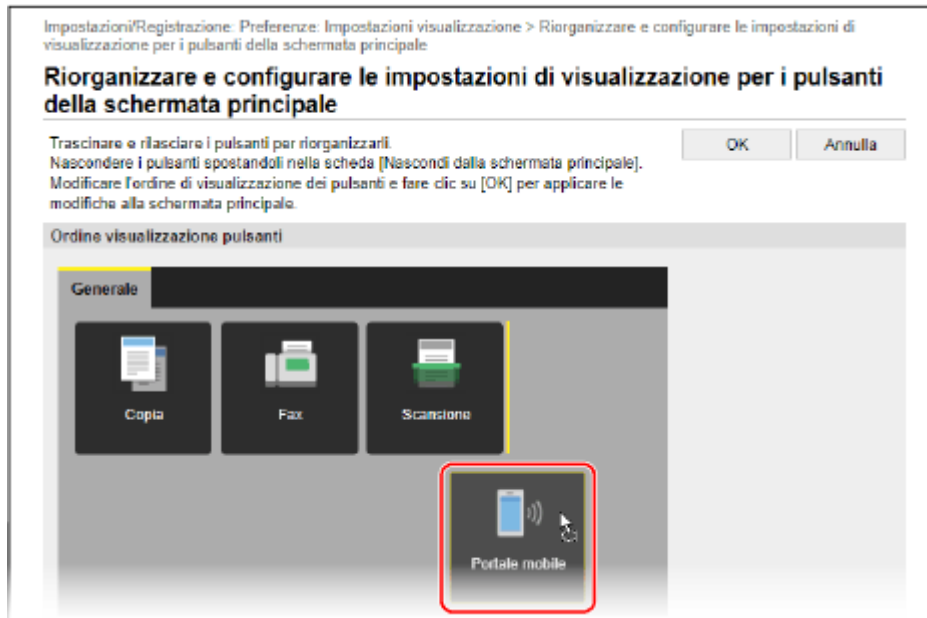 Impostazioni/Registrazione: Preferenze: Impostazioni visualizzazione > Riorganizzare e configurare le impostazioni di
visualizzazione per i pulsanti della schermata principale
Riorganizzare e configurare le impostazioni di visualizzazione per i pulsanti
della schermata principale
Trascinare e rilasciare i pulsanti per riorganizzarli.
Nascondere i pulsanti spostandoli nella scheda [Nascondi dalla schermata principale].
Modificare l'ordine di visualizzazione dei pulsanti e fare clic su [OK] per applicare le
modifiche alla schermata principale.
OK
Annulla
Ordine visualizzazione pulsanti
Generale
Copia
Fax
Scansione
Portale mobile